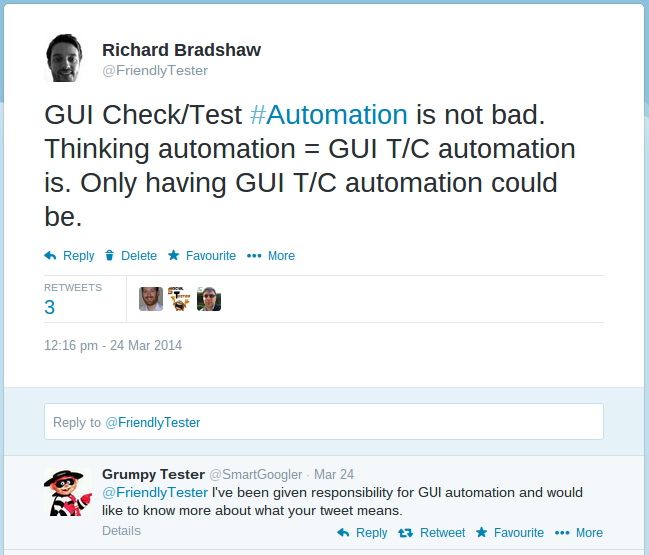 Richard Bradshaw
@FriendlyTester
GUI Check/Test #Automation is not bad.
Thinking automation = GUI T/C automation
is. Only having GUI T/C automation could
be.
Reply Delete Favourite More
RETWEETS
3
12:16 pm - 24 Mar 2014
Reply to @FriendlyTester
Grumpy Tester @SmartGoogler · Mar 24
@FriendlyTester I've been given responsibility for GUI automation and would
like to know more about what your tweet means.
Details Reply Retweet Favourite More